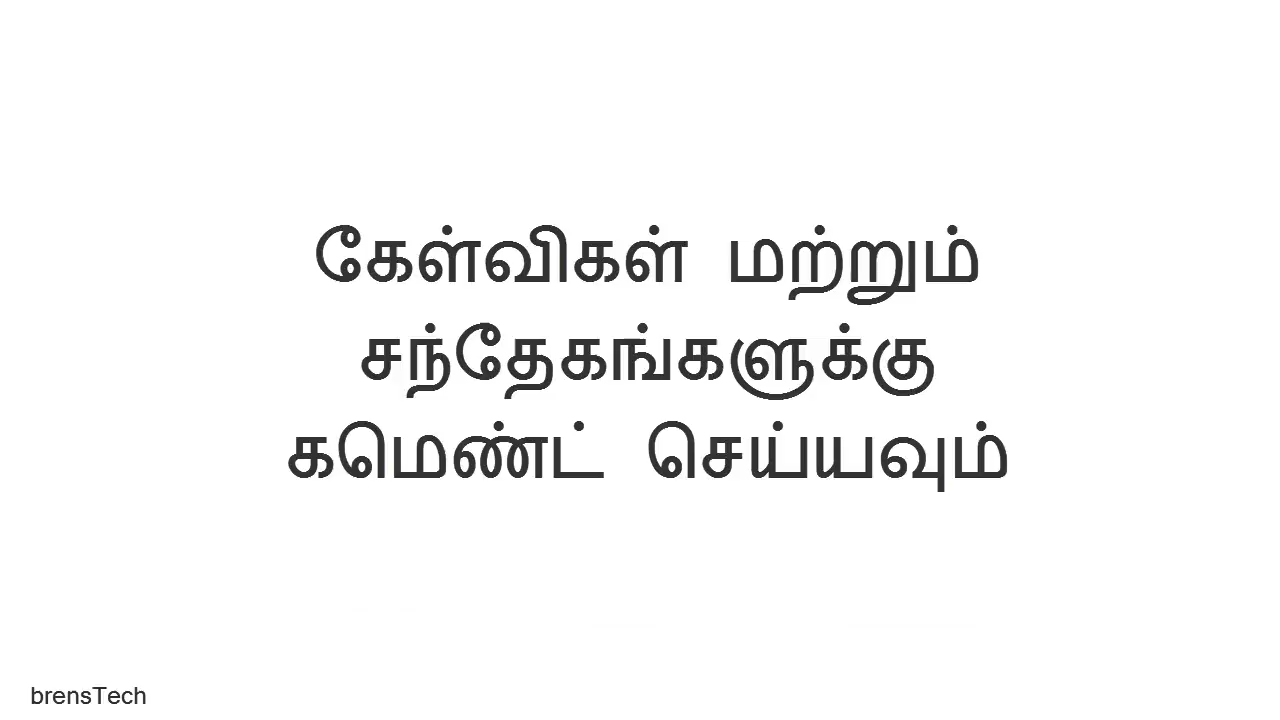 கேள்விகள் மற்றும்
சந்தேகங்களுக்கு
கமெண்ட் செய்யவும்
brensTech